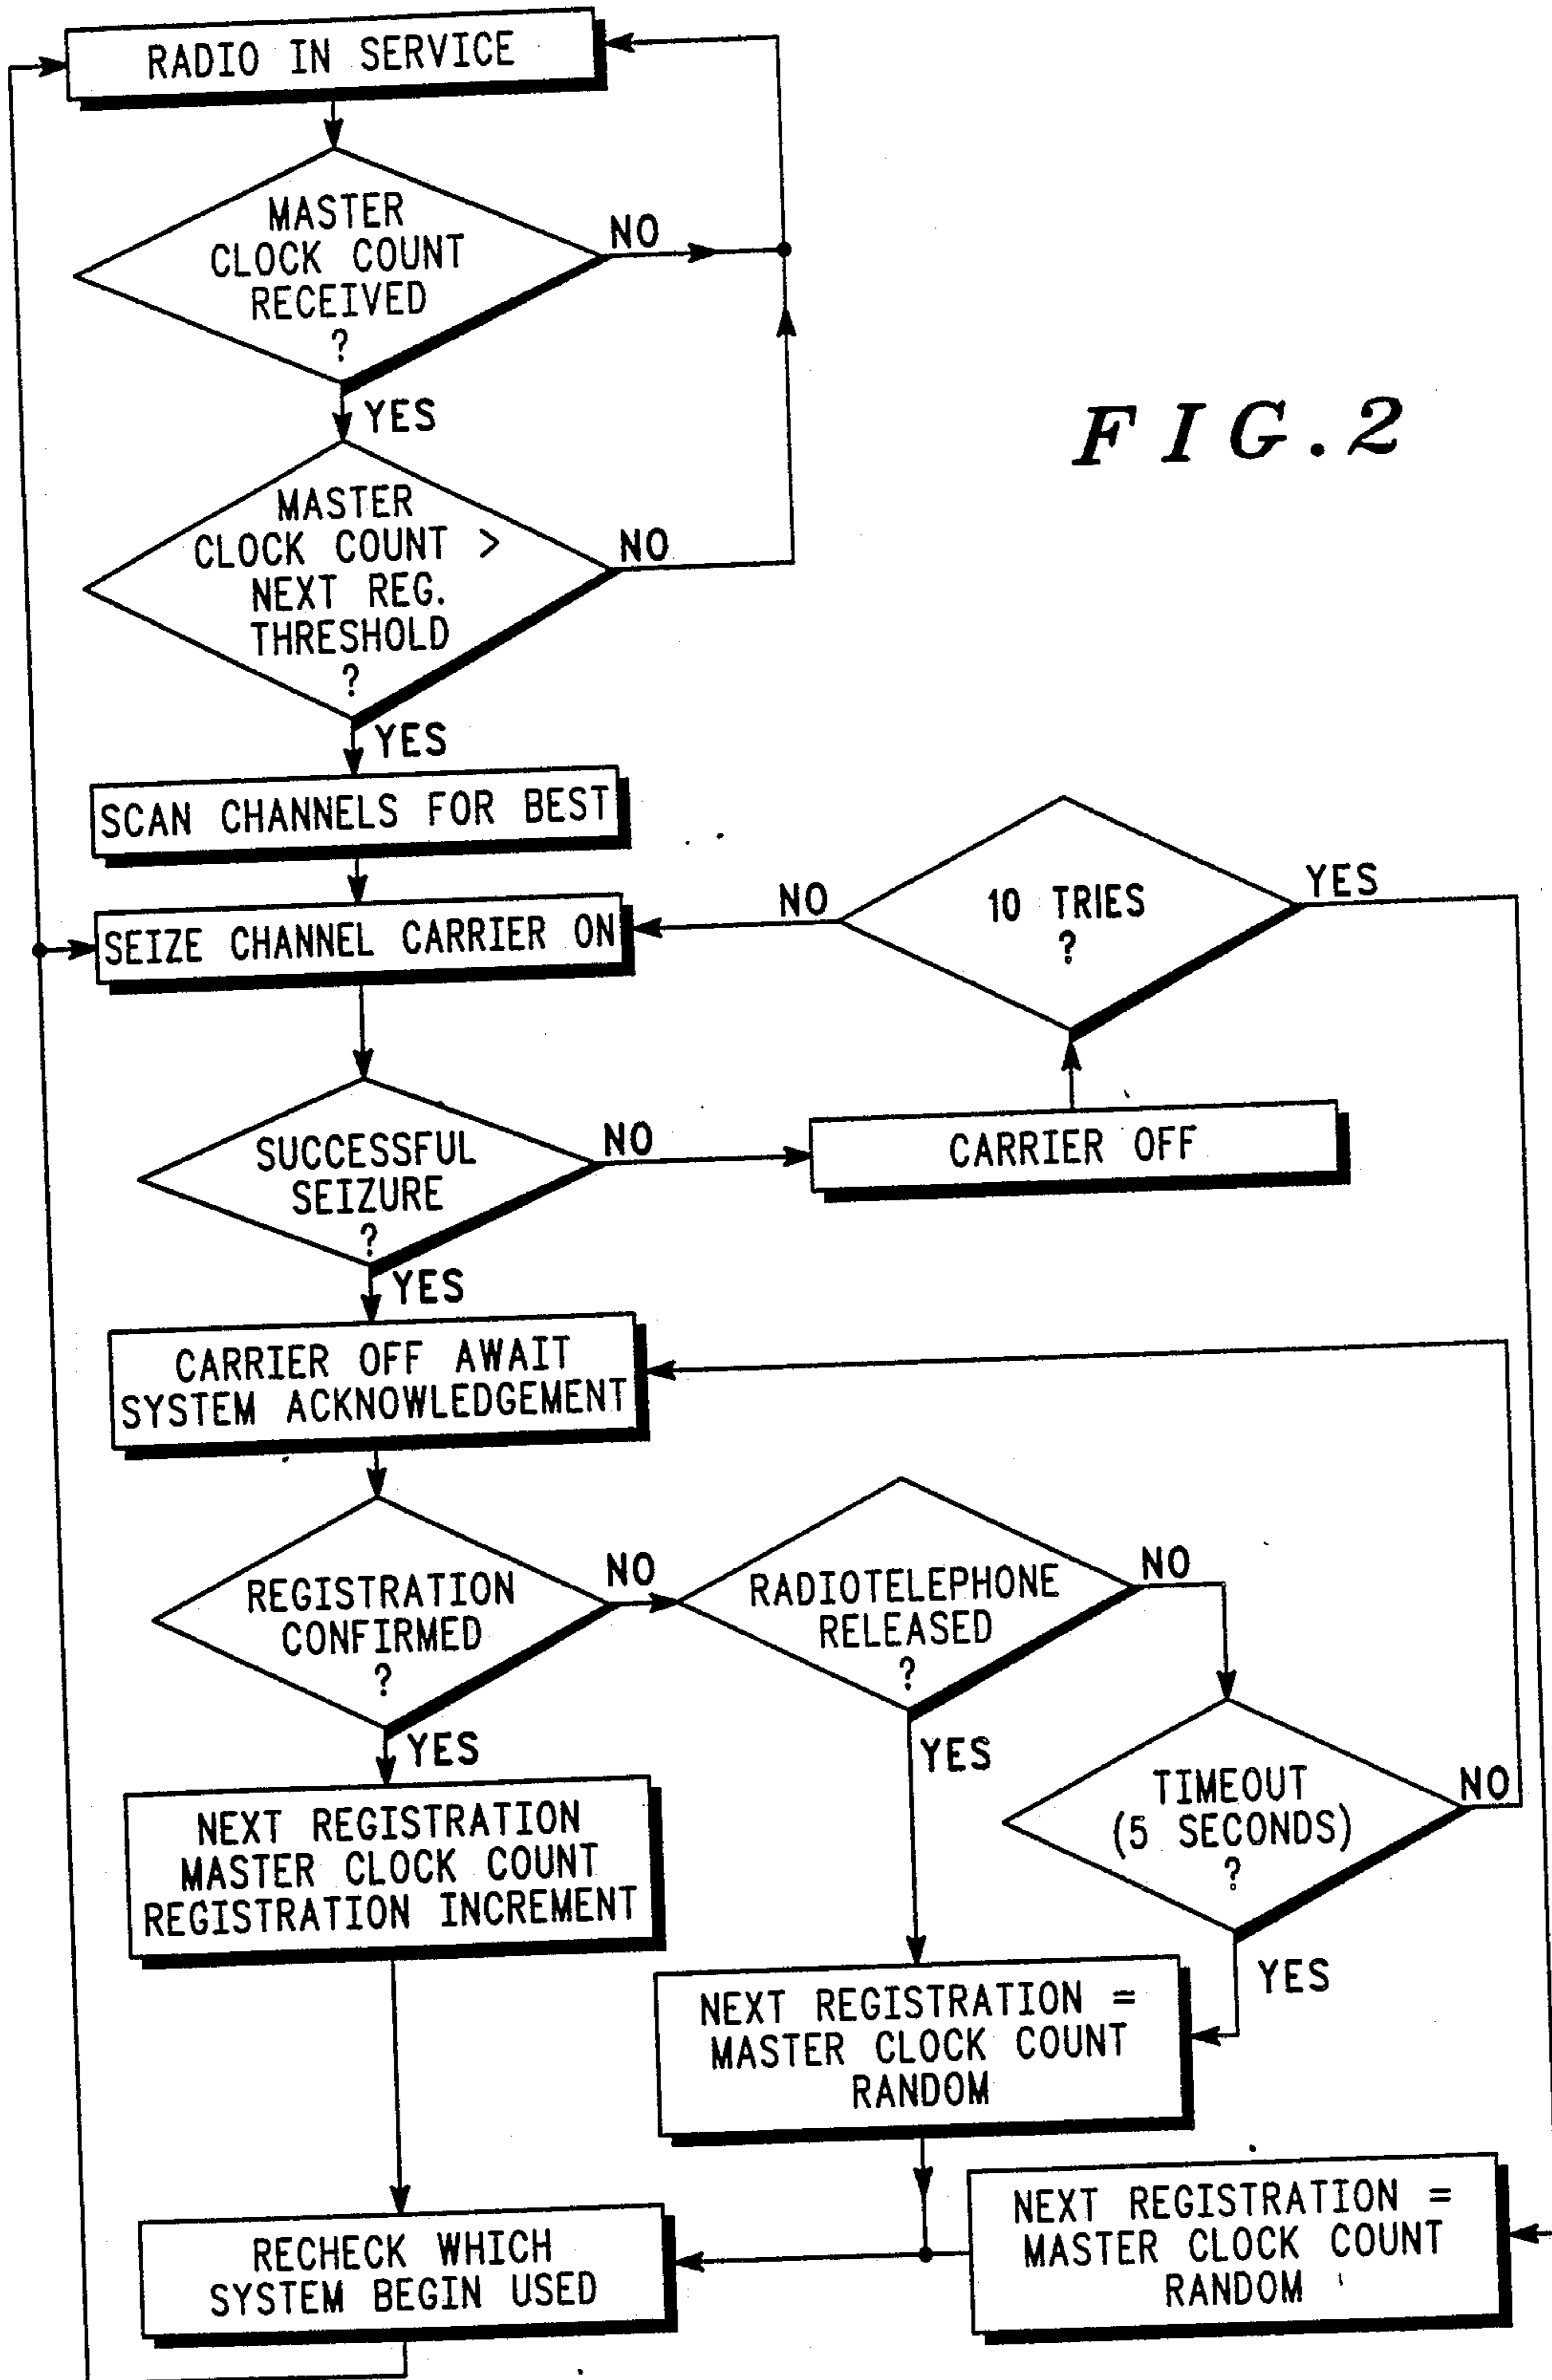 RADIO IN SERVICE
MASTER
CLOCK COUNT
RECEIVED
?
NO
YES
FIG.2
MASTER
CLOCK COUNT >
NEXT REG.
THRESHOLD
?
NO
YES
SCAN CHANNELS FOR BEST
SEIZE CHANNEL CARRIER ON
NO
10 TRIES
?
YES
SUCCESSFUL
SEIZURE
?
NO
CARRIER OFF
YES
CARRIER OFF AWAIT
SYSTEM ACKNOWLEDGEMENT
REGISTRATION
CONFIRMED
?
NO
RADIOTELEPHONE
RELEASED
?
NO
YES
YES
TIMEOUT
(5 SECONDS)
?
NO
YES
NEXT REGISTRATION
MASTER CLOCK COUNT
REGISTRATION INCREMENT
NEXT REGISTRATION =
MASTER CLOCK COUNT
RANDOM
NEXT REGISTRATION =
MASTER CLOCK COUNT
RANDOM
RECHECK WHICH
SYSTEM BEGIN USED